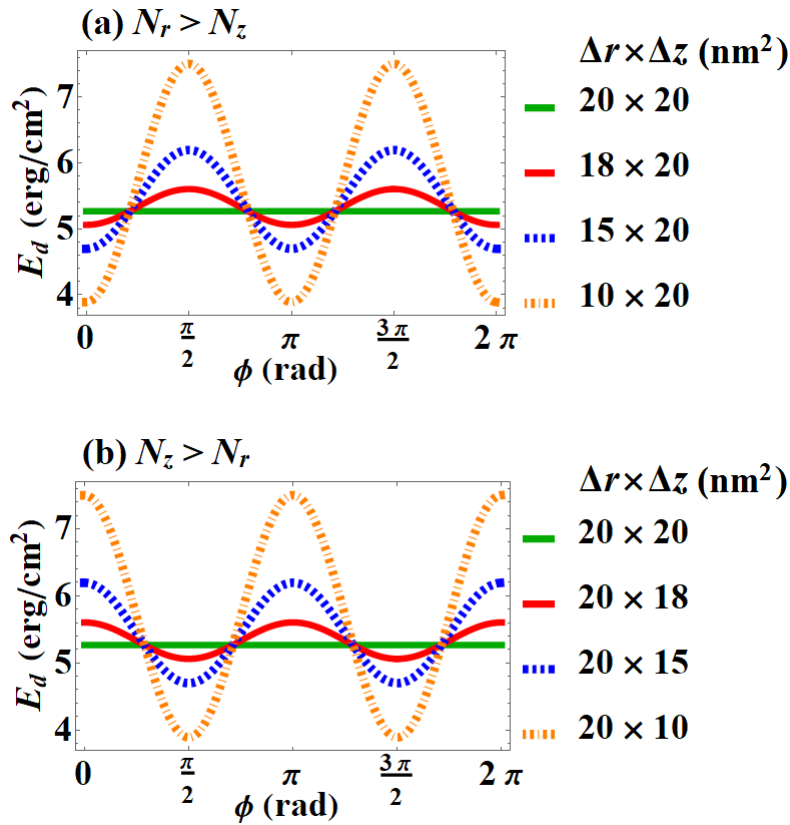 (a) N_r > N_z
Δr × Δz (nm²)
20 × 20
18 × 20
15 × 20
10 × 20
E_d (erg/cm²)
7
6
5
4
0
π/2
π
3π/2
2π
ϕ (rad)
(b) N_z > N_r
Δr × Δz (nm²)
20 × 20
20 × 18
20 × 15
20 × 10
E_d (erg/cm²)
7
6
5
4
0
π/2
π
3π/2
2π
ϕ (rad)